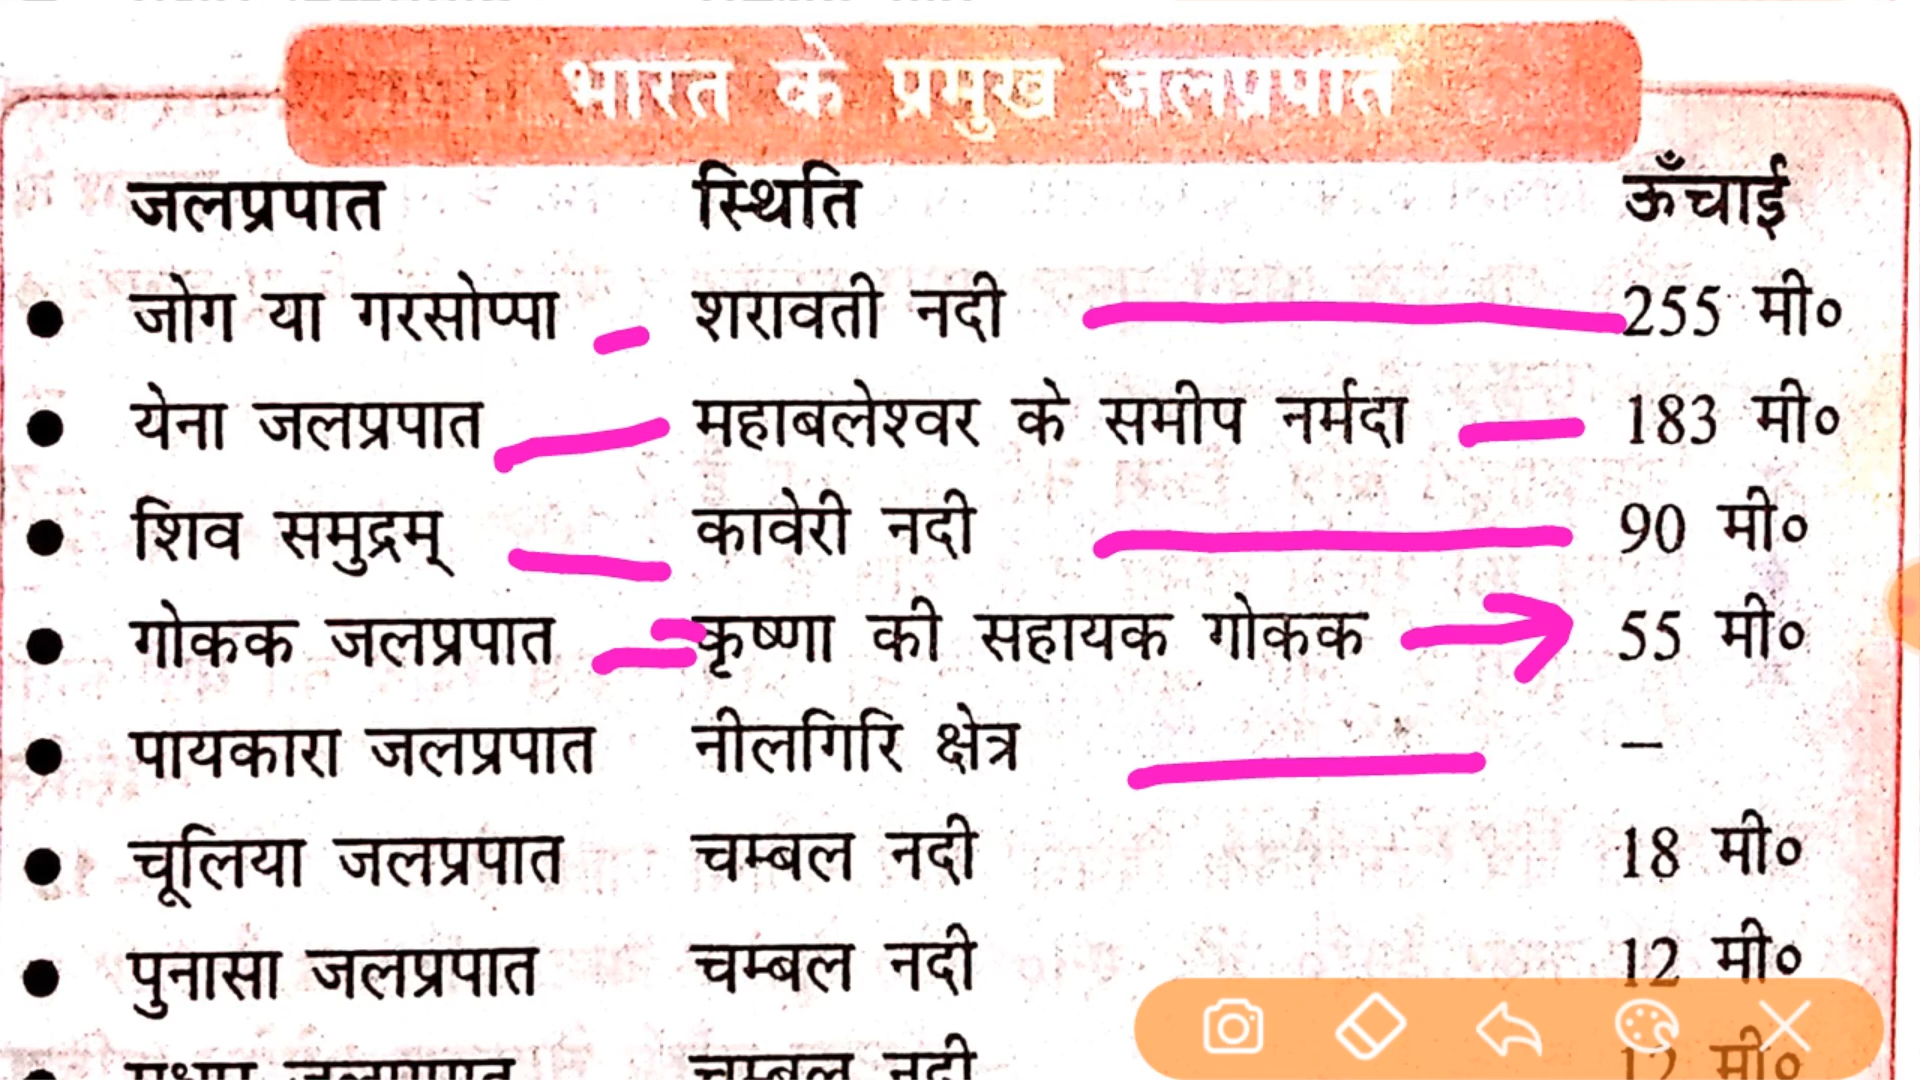 भारत के प्रमुख जलप्रपात
जलप्रपात स्थिति ऊँचाई
● जोग या गरसोप्पा शरावती नदी 255 मी०
● येना जलप्रपात महाबलेश्वर के समीप नर्मदा 183 मी०
● शिव समुद्रम् कावेरी नदी 90 मी०
● गोकक जलप्रपात कृष्णा की सहायक गोकक 55 मी०
● पायकारा जलप्रपात नीलगिरि क्षेत्र –
● चूलिया जलप्रपात चम्बल नदी 18 मी०
● पुनासा जलप्रपात चम्बल नदी 12 मी०
जलप्रपात चम्बल नदी 12 मी०